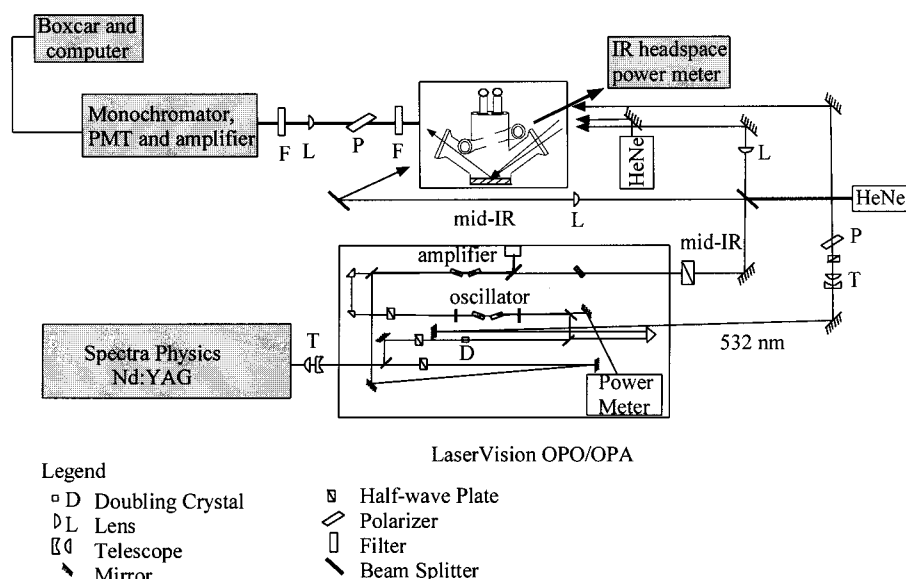 Boxcar and
computer
IR headspace
power meter
Monochromator,
PMT and amplifier
F
L
P
F
HeNe
L
HeNe
mid-IR
L
mid-IR
P
T
amplifier
oscillator
D
532 nm
Spectra Physics
Nd:YAG
T
Power
Meter
LaserVision OPO/OPA
Legend
D Doubling Crystal
L Lens
Telescope
Mirror
Half-wave Plate
Polarizer
Filter
Beam Splitter